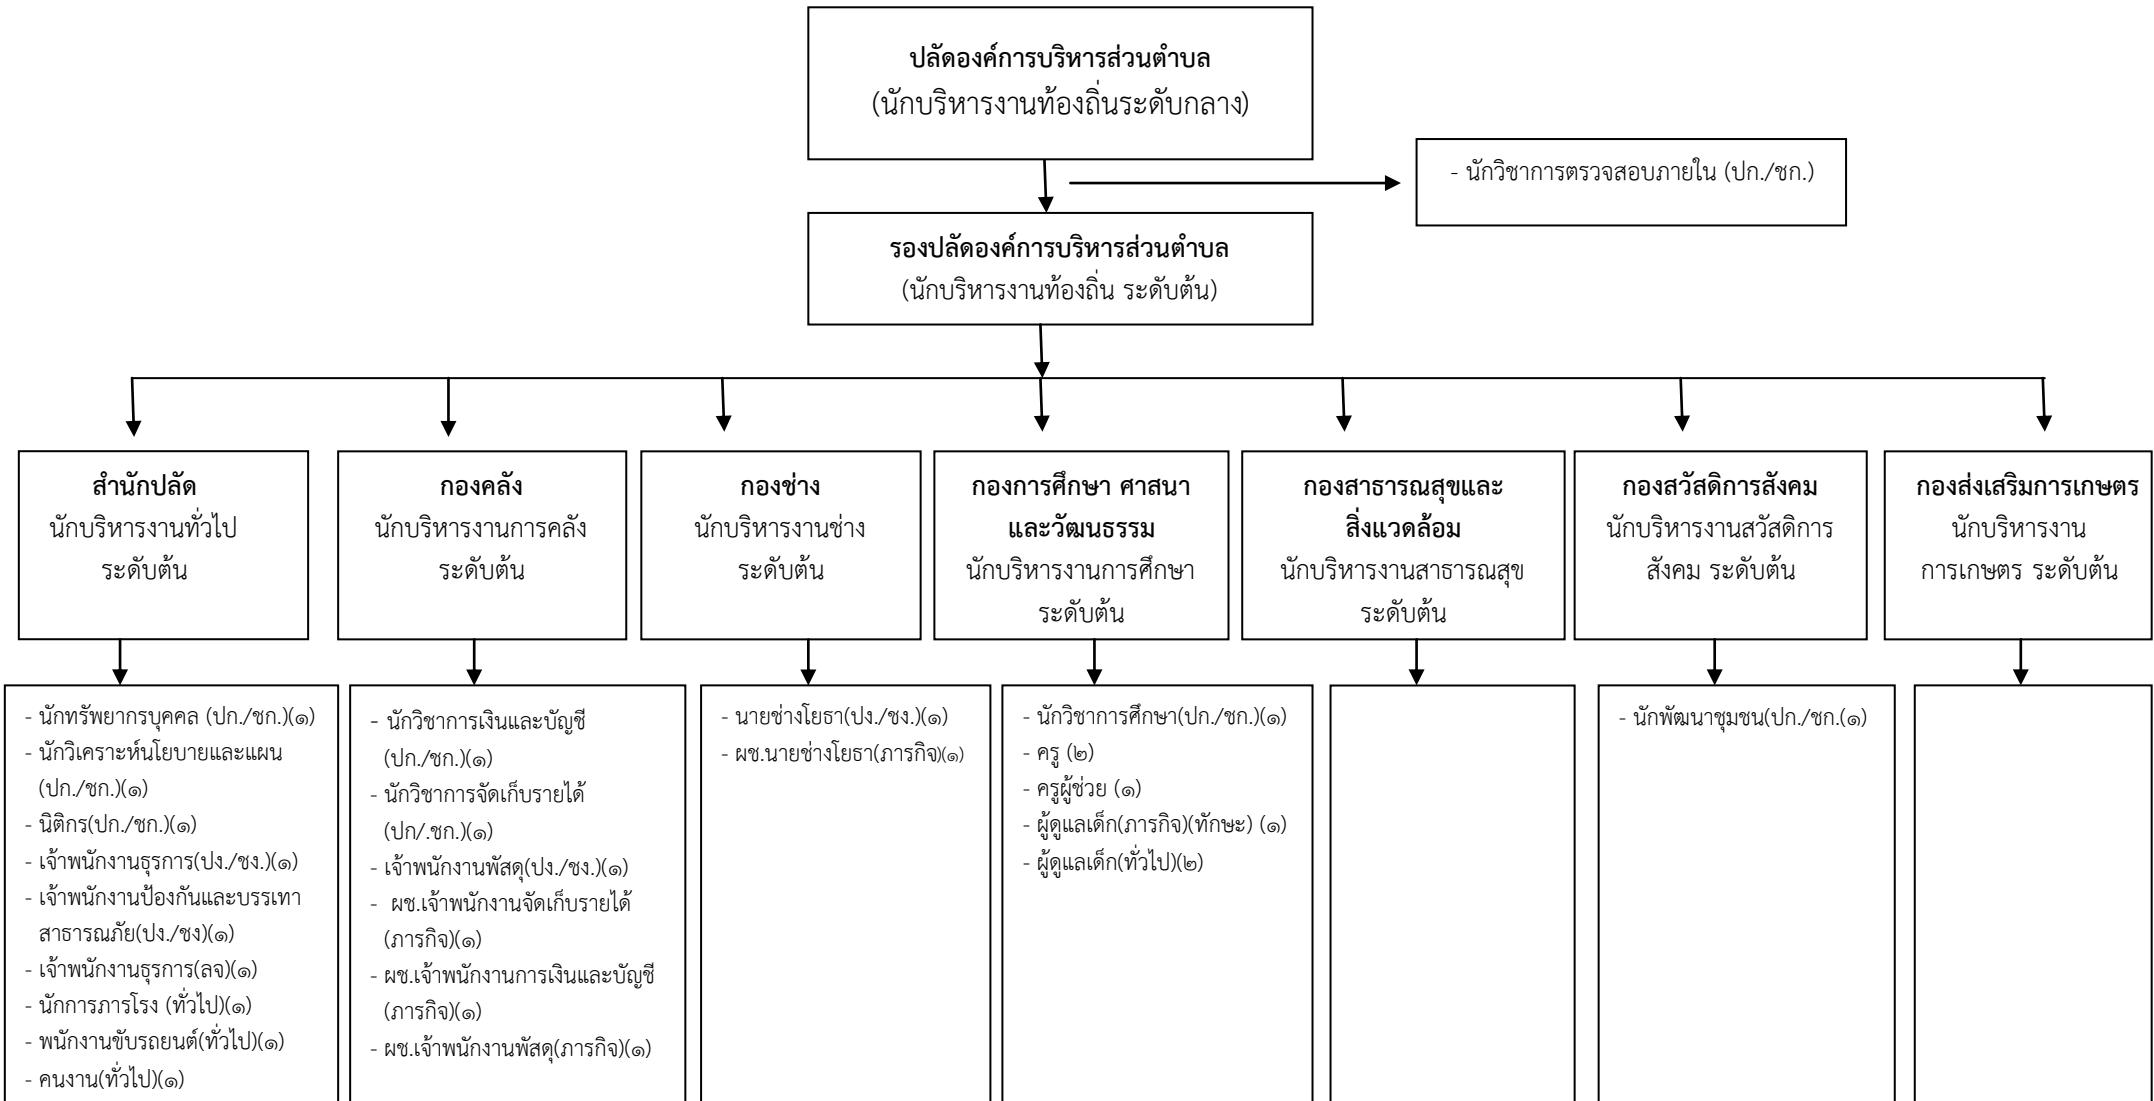 ปลัดองค์การบริหารส่วนตำบล
(นักบริหารงานท้องถิ่นระดับกลาง)
- นักวิชาการตรวจสอบภายใน (ปก./ชก.)
รองปลัดองค์การบริหารส่วนตำบล
(นักบริหารงานท้องถิ่น ระดับต้น)
สำนักปลัด
นักบริหารงานทั่วไป
ระดับต้น
กองคลัง
นักบริหารงานการคลัง
ระดับต้น
กองช่าง
นักบริหารงานช่าง
ระดับต้น
กองการศึกษา ศาสนา
และวัฒนธรรม
นักบริหารงานการศึกษา
ระดับต้น
กองสาธารณสุขและ
สิ่งแวดล้อม
นักบริหารงานสาธารณสุข
ระดับต้น
กองสวัสดิการสังคม
นักบริหารงานสวัสดิการ
สังคม ระดับต้น
กองส่งเสริมการเกษตร
นักบริหารงาน
การเกษตร ระดับต้น
- นักทรัพยากรบุคคล (ปก./ชก.)(๑)
- นักวิเคราะห์นโยบายและแผน
(ปก./ชก.)(๑)
- นิติกร(ปก./ชก.)(๑)
- เจ้าพนักงานธุรการ(ปง./ชง.)(๑)
- เจ้าพนักงานป้องกันและบรรเทา
สาธารณภัย(ปง./ชง)(๑)
- เจ้าพนักงานธุรการ(ลจ)(๑)
- นักการภารโรง (ทั่วไป)(๑)
- พนักงานขับรถยนต์(ทั่วไป)(๑)
- คนงาน(ทั่วไป)(๑)
- นักวิชาการเงินและบัญชี
(ปก./ชก.)(๑)
- นักวิชาการจัดเก็บรายได้
(ปก/.ชก.)(๑)
- เจ้าพนักงานพัสดุ(ปง./ชง.)(๑)
- ผช.เจ้าพนักงานจัดเก็บรายได้
(ภารกิจ)(๑)
- ผช.เจ้าพนักงานการเงินและบัญชี
(ภารกิจ)(๑)
- ผช.เจ้าพนักงานพัสดุ(ภารกิจ)(๑)
- นายช่างโยธา(ปง./ชง.)(๑)
- ผช.นายช่างโยธา(ภารกิจ)(๑)
- นักวิชาการศึกษา(ปก./ชก.)(๑)
- ครู (๒)
- ครูผู้ช่วย (๑)
- ผู้ดูแลเด็ก(ภารกิจ)(ทักษะ) (๑)
- ผู้ดูแลเด็ก(ทั่วไป)(๒)
- นักพัฒนาชุมชน(ปก./ชก.(๑)